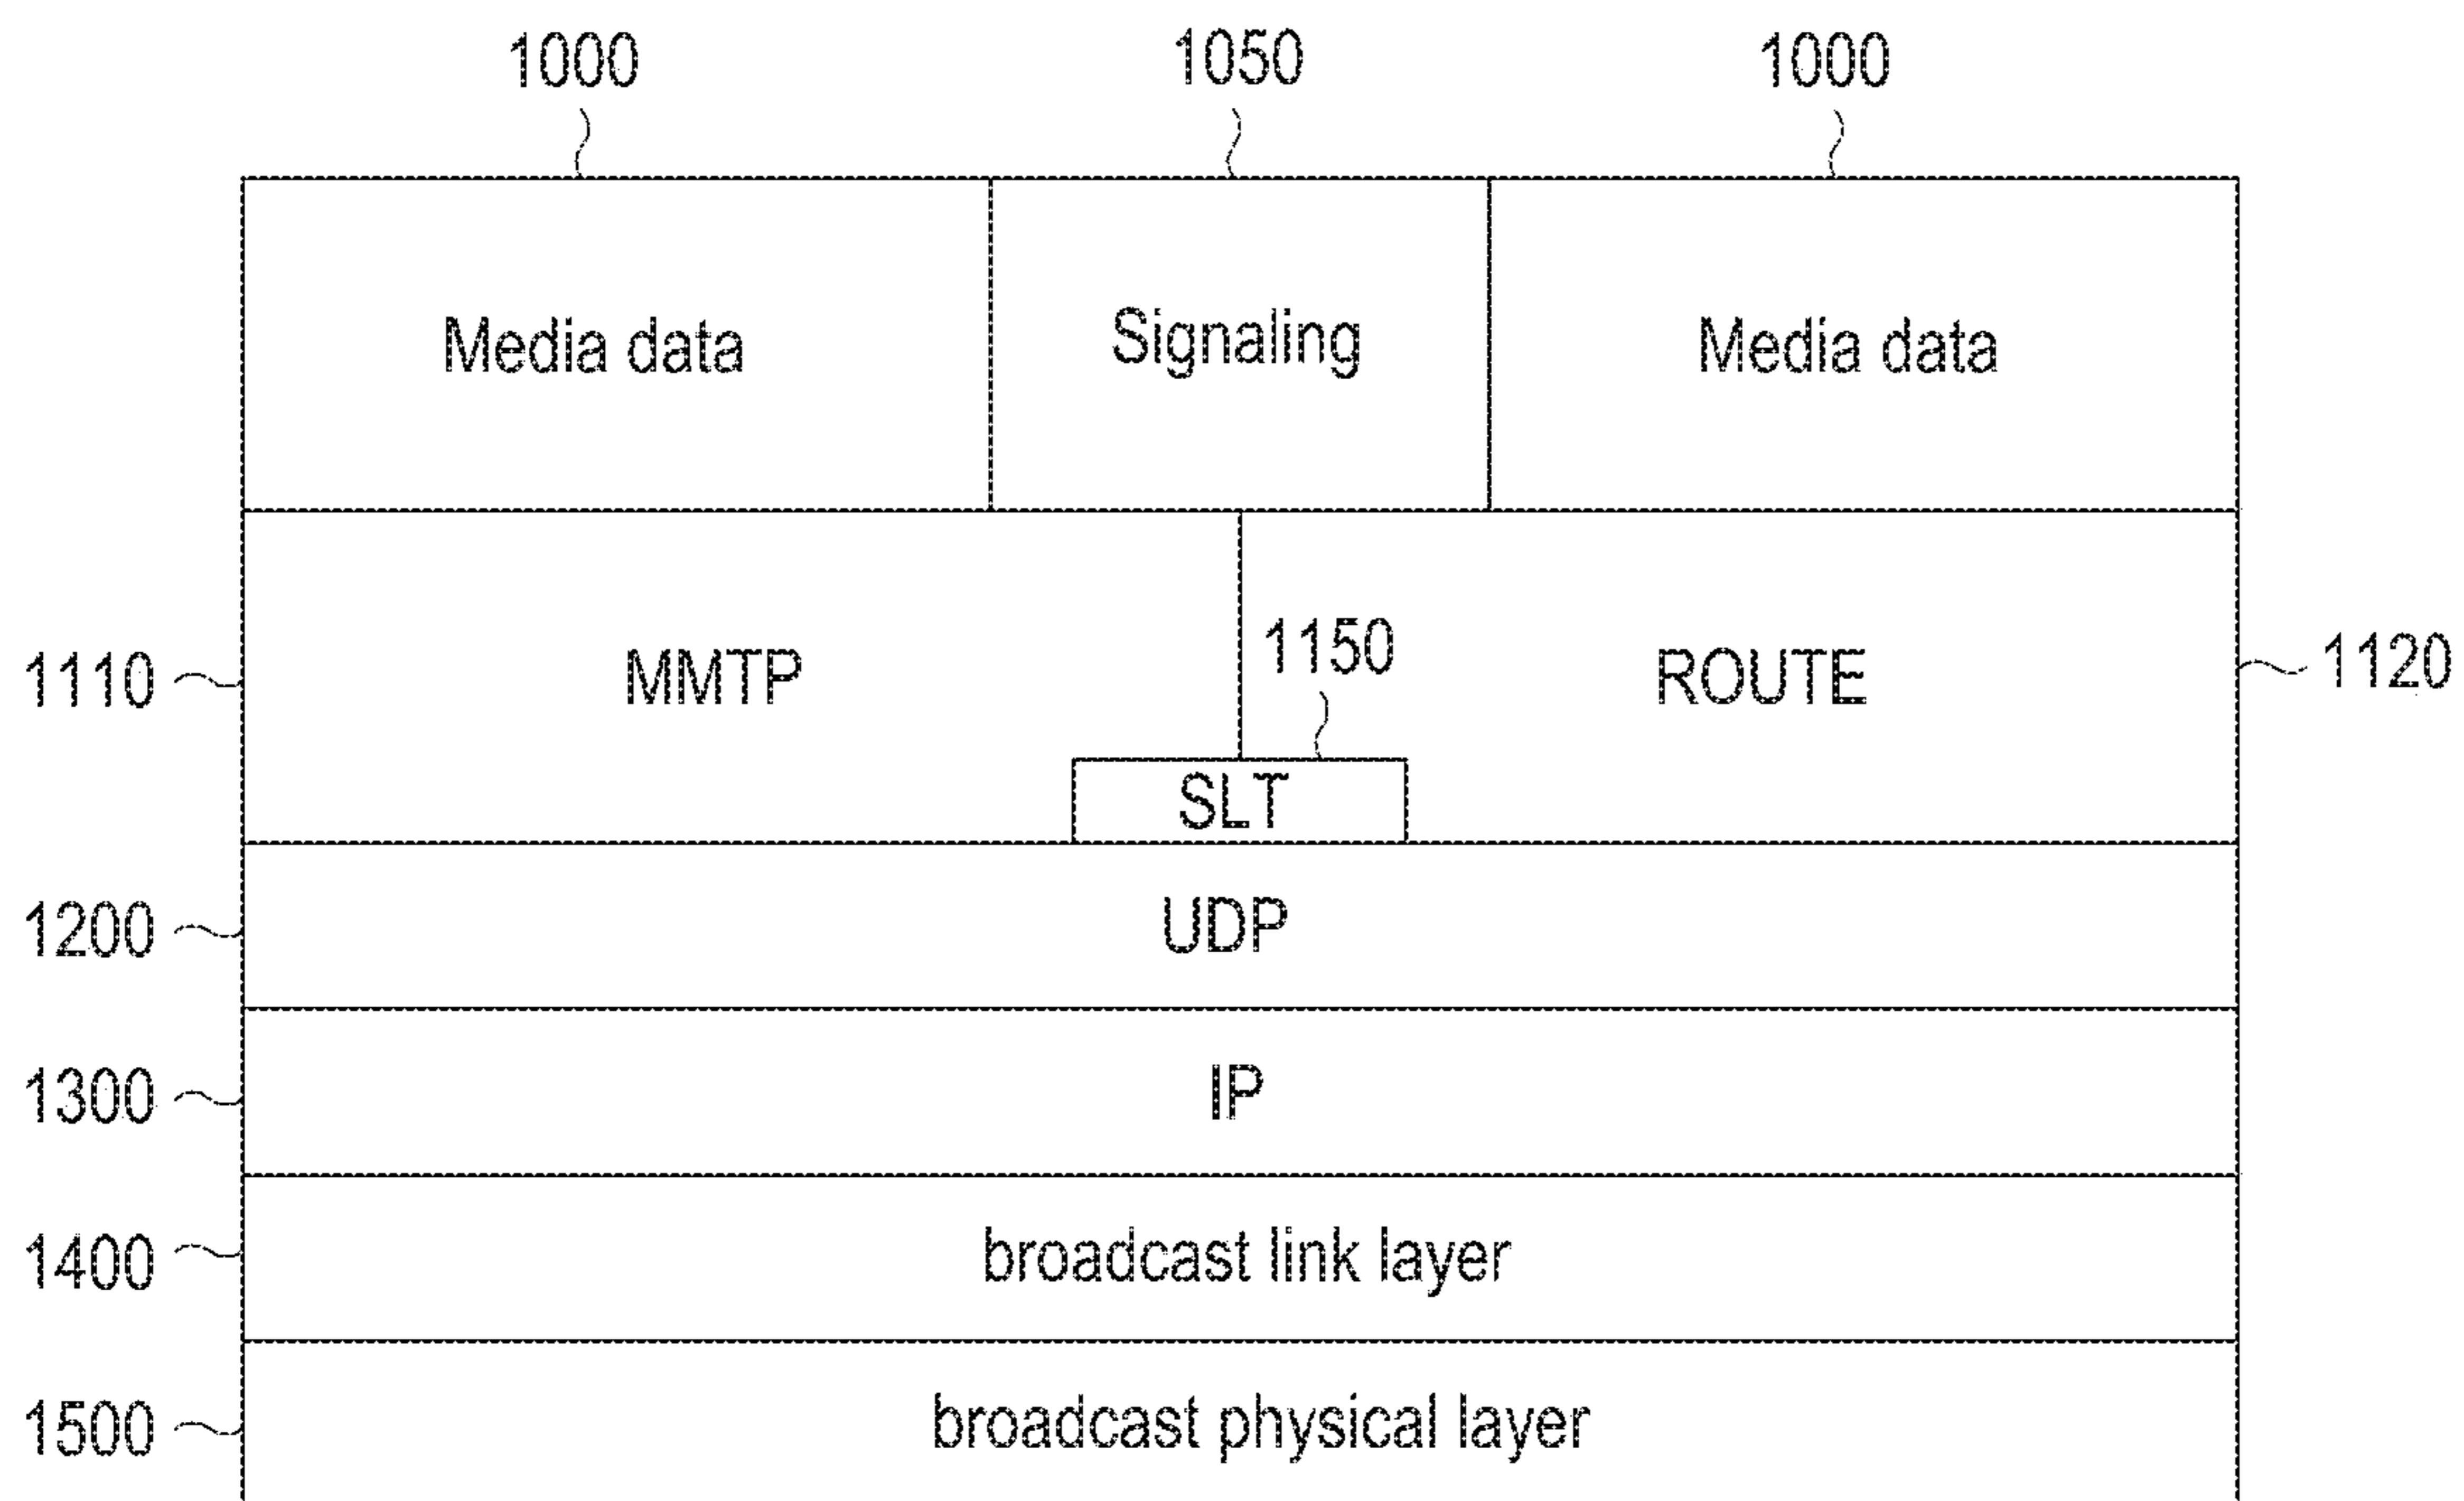 1000 1050 1000
Media data Signaling Media data
1110 MMTP 1150 ROUTE 1120
SLT
1200 UDP
1300 IP
1400 broadcast link layer
1500 broadcast physical layer